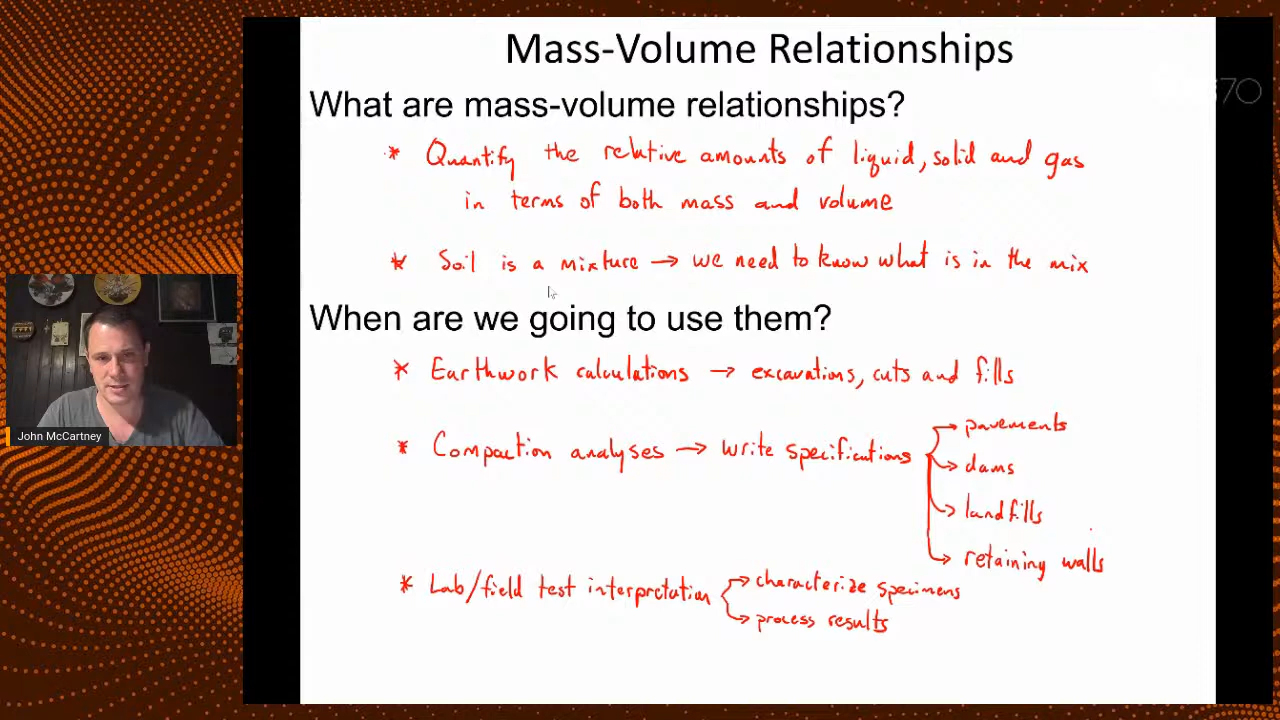 Mass-Volume Relationships
What are mass-volume relationships?
* Quantify the relative amounts of liquid, solid and gas
in terms of both mass and volume
* Soil is a mixture → we need to know what is in the mix
When are we going to use them?
* Earthwork calculations → excavations, cuts and fills
* Compaction analyses → write specifications
→ pavements
→ dams
→ landfills
→ retaining walls
* Lab/field test interpretation
→ characterize specimens
→ process results
John McCartney